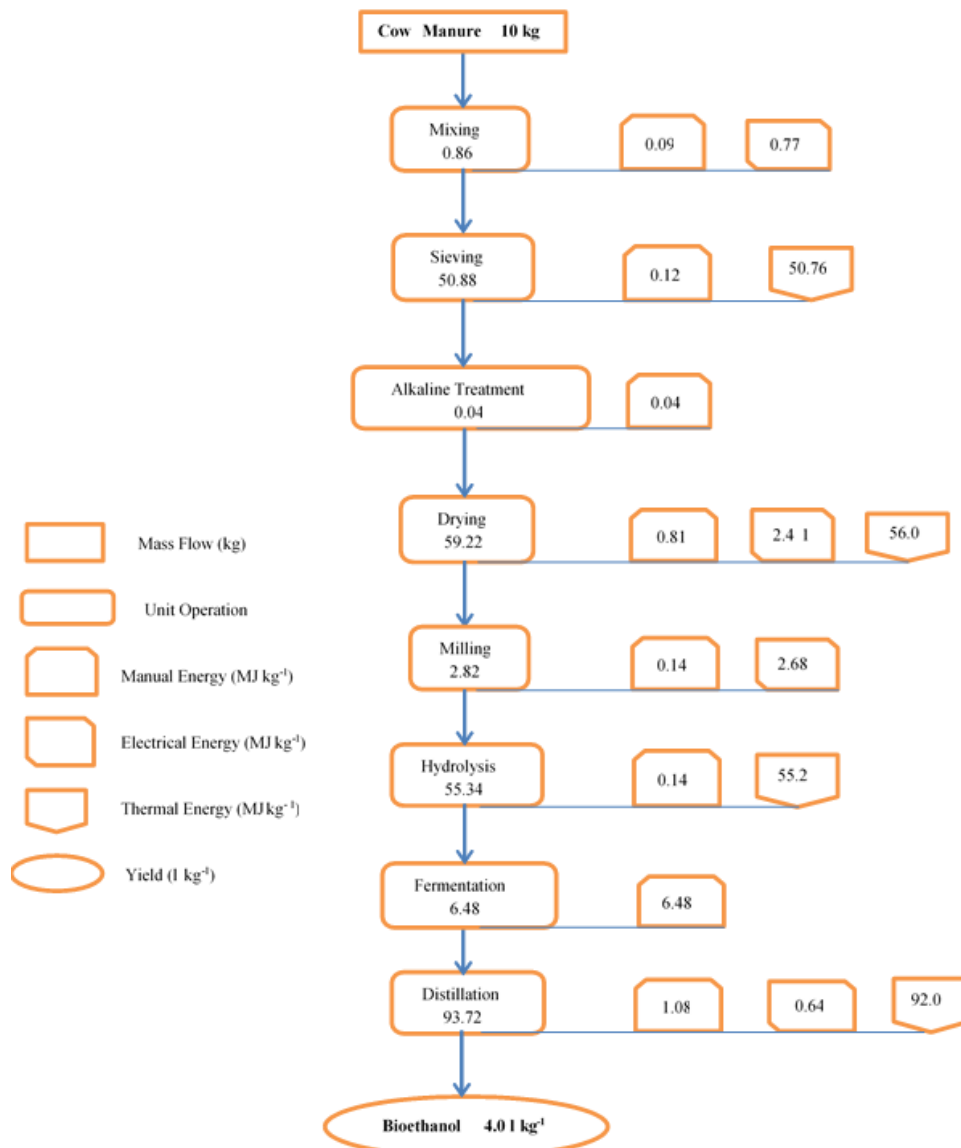 Cow Manure 10 kg
Mixing
0.86
0.09
0.77
Sieving
50.88
0.12
50.76
Alkaline Treatment
0.04
0.04
Drying
59.22
0.81
2.4 1
56.0
Milling
2.82
0.14
2.68
Hydrolysis
55.34
0.14
55.2
Fermentation
6.48
6.48
Distillation
93.72
1.08
0.64
92.0
Bioethanol 4.0 l kg⁻¹
Mass Flow (kg)
Unit Operation
Manual Energy (MJ kg⁻¹)
Electrical Energy (MJ kg⁻¹)
Thermal Energy (MJ kg⁻¹)
Yield (l kg⁻¹)